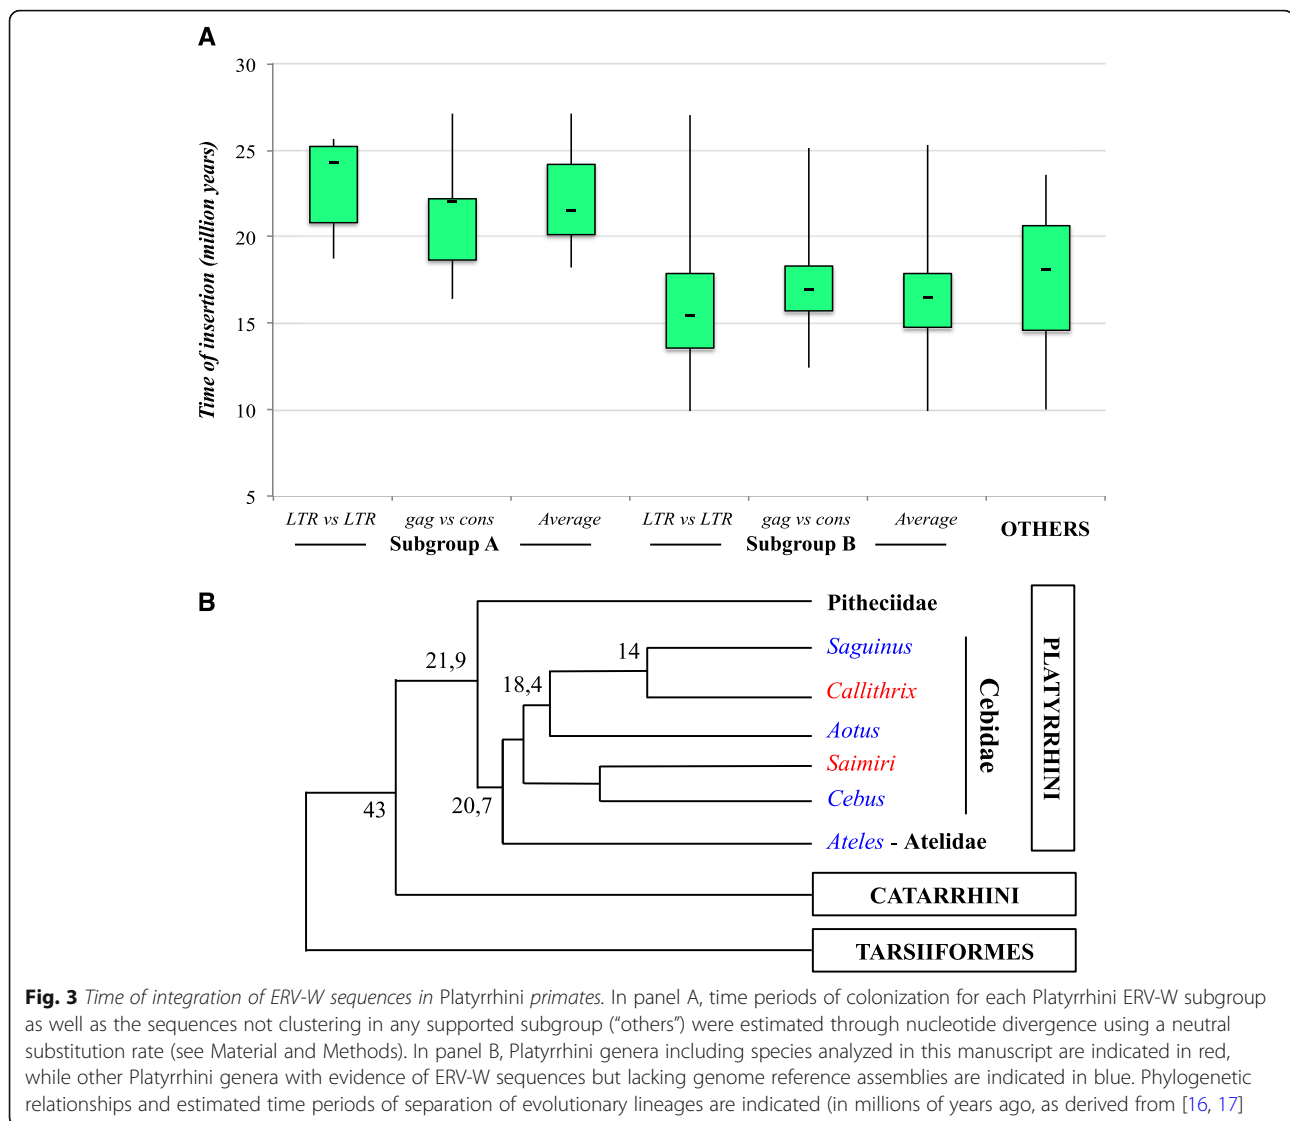 A
30
25
20
15
10
5
Time of insertion (million years)
LTR vs LTR gag vs cons Average LTR vs LTR gag vs cons Average
Subgroup A Subgroup B OTHERS
B
Pitheciidae
21,9
14
Saguinus
18,4
Callithrix
Aotus
Saimiri
20,7
Cebus
43
Ateles - Atelidae
Cebidae
PLATYRRHINI
CATARRHINI
TARSIIFORMES
Fig. 3 Time of integration of ERV-W sequences in Platyrrhini primates. In panel A, time periods of colonization for each Platyrrhini ERV-W subgroup
as well as the sequences not clustering in any supported subgroup (“others”) were estimated through nucleotide divergence using a neutral
substitution rate (see Material and Methods). In panel B, Platyrrhini genera including species analyzed in this manuscript are indicated in red,
while other Platyrrhini genera with evidence of ERV-W sequences but lacking genome reference assemblies are indicated in blue. Phylogenetic
relationships and estimated time periods of separation of evolutionary lineages are indicated (in millions of years ago, as derived from [16, 17]